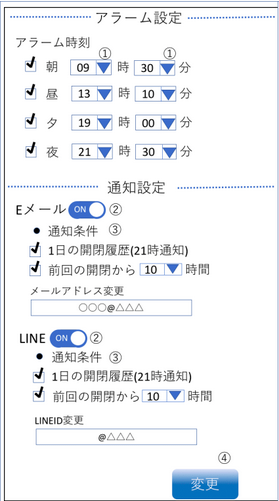 アラーム設定
アラーム時刻
① ①
朝 09 時 30 分
昼 13 時 10 分
夕 19 時 00 分
夜 21 時 30 分
通知設定
Eメール ON ②
• 通知条件 ③
1日の開閉履歴(21時通知)
前回の開閉から 10 時間
メールアドレス変更
○○○@△△△
LINE ON ②
• 通知条件 ③
1日の開閉履歴(21時通知)
前回の開閉から 10 時間
LINEID変更
@△△△
④
変更